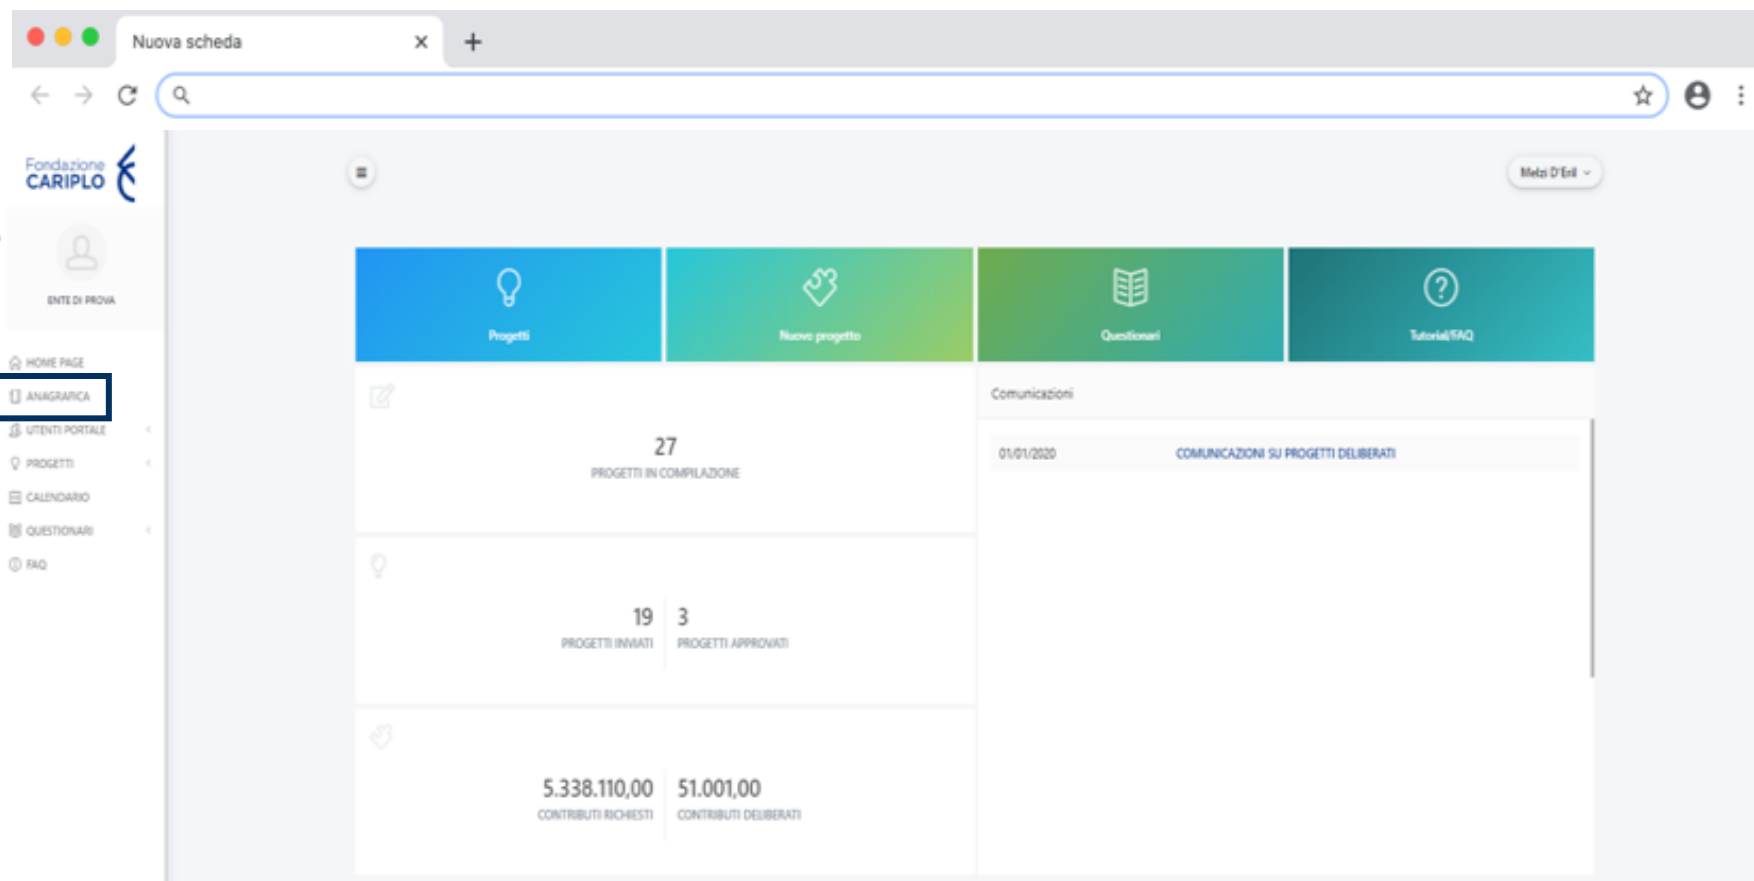 Nuova scheda
Fondazione
CARIPLO
Melzi D'Eril
ENTE DI PROVA
HOME PAGE
ANAGRAFICA
UTENTI PORTALE
PROGETTI
CALENDARIO
QUESTIONARI
FAQ
Progetti
Nuovo progetto
Questionari
Tutorial/FAQ
27
PROGETTI IN COMPILAZIONE
19
PROGETTI INVIATI
3
PROGETTI APPROVATI
5.338.110,00
CONTRIBUTI RICHIESTI
51.001,00
CONTRIBUTI DELIBERATI
Comunicazioni
01/01/2020 COMUNICAZIONI SU PROGETTI DELIBERATI